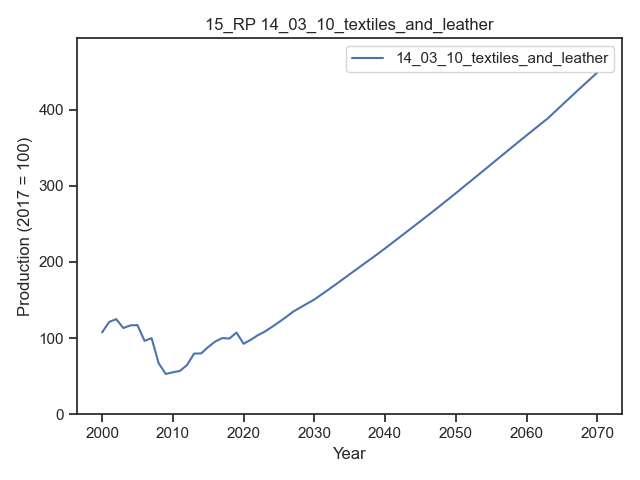 15_RP 14_03_10_textiles_and_leather
14_03_10_textiles_and_leather
Production (2017 = 100)
400
300
200
100
0
2000 2010 2020 2030 2040 2050 2060 2070
Year